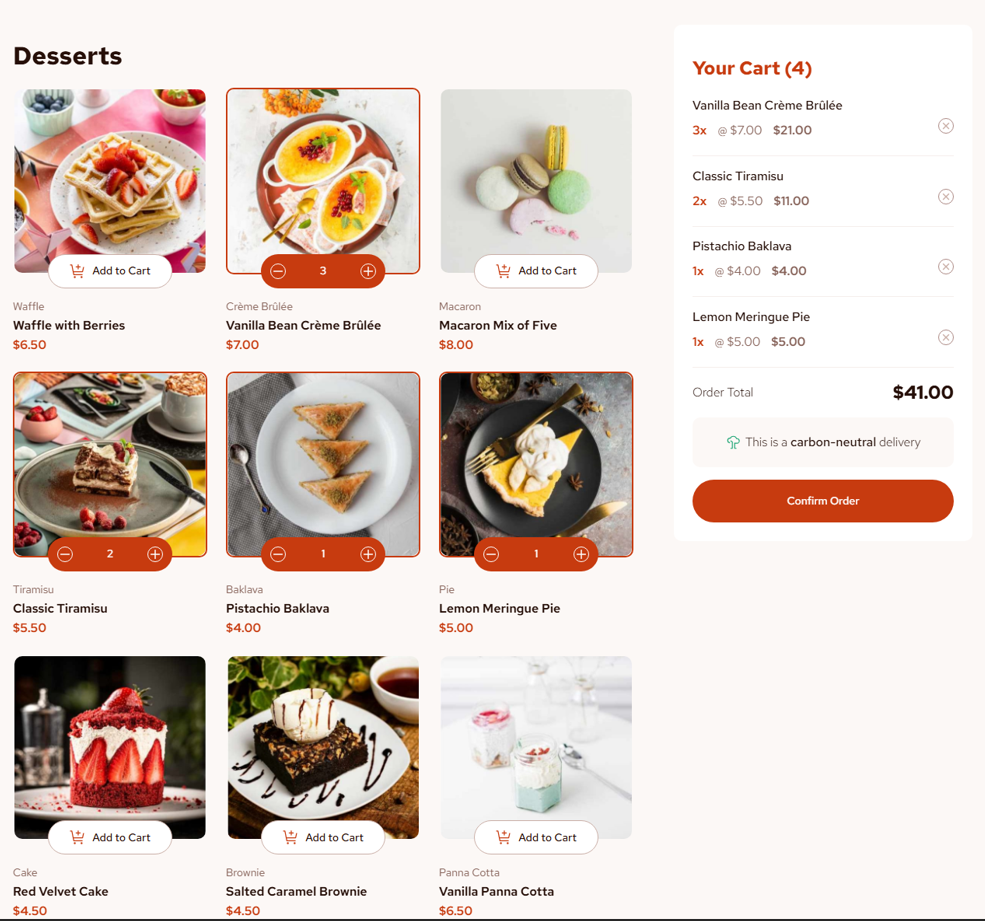 Desserts
Add to Cart
3
Add to Cart
Waffle
Waffle with Berries
$6.50
Crème Brûlée
Vanilla Bean Crème Brûlée
$7.00
Macaron
Macaron Mix of Five
$8.00
2
1
1
Tiramisu
Classic Tiramisu
$5.50
Baklava
Pistachio Baklava
$4.00
Pie
Lemon Meringue Pie
$5.00
Add to Cart
Add to Cart
Add to Cart
Cake
Red Velvet Cake
$4.50
Brownie
Salted Caramel Brownie
$4.50
Panna Cotta
Vanilla Panna Cotta
$6.50
Your Cart (4)
Vanilla Bean Crème Brûlée
3x @ $7.00 $21.00
Classic Tiramisu
2x @ $5.50 $11.00
Pistachio Baklava
1x @ $4.00 $4.00
Lemon Meringue Pie
1x @ $5.00 $5.00
Order Total $41.00
This is a carbon-neutral delivery
Confirm Order